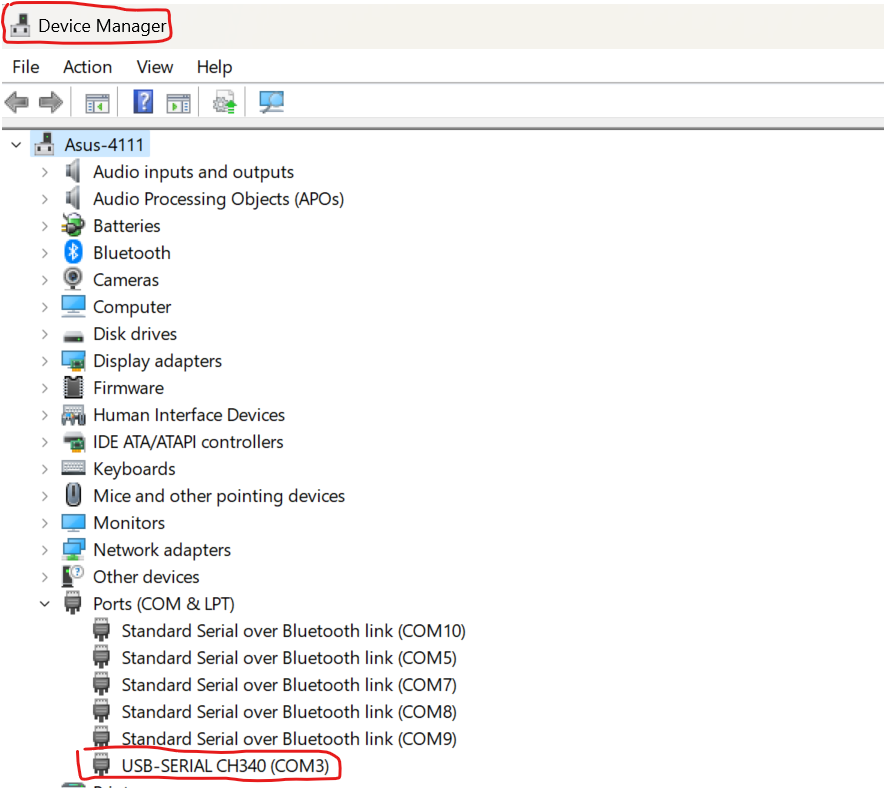 Device Manager
File Action View Help
Asus-4111
Audio inputs and outputs
Audio Processing Objects (APOs)
Batteries
Bluetooth
Cameras
Computer
Disk drives
Display adapters
Firmware
Human Interface Devices
IDE ATA/ATAPI controllers
Keyboards
Mice and other pointing devices
Monitors
Network adapters
Other devices
Ports (COM & LPT)
Standard Serial over Bluetooth link (COM10)
Standard Serial over Bluetooth link (COM5)
Standard Serial over Bluetooth link (COM7)
Standard Serial over Bluetooth link (COM8)
Standard Serial over Bluetooth link (COM9)
USB-SERIAL CH340 (COM3)